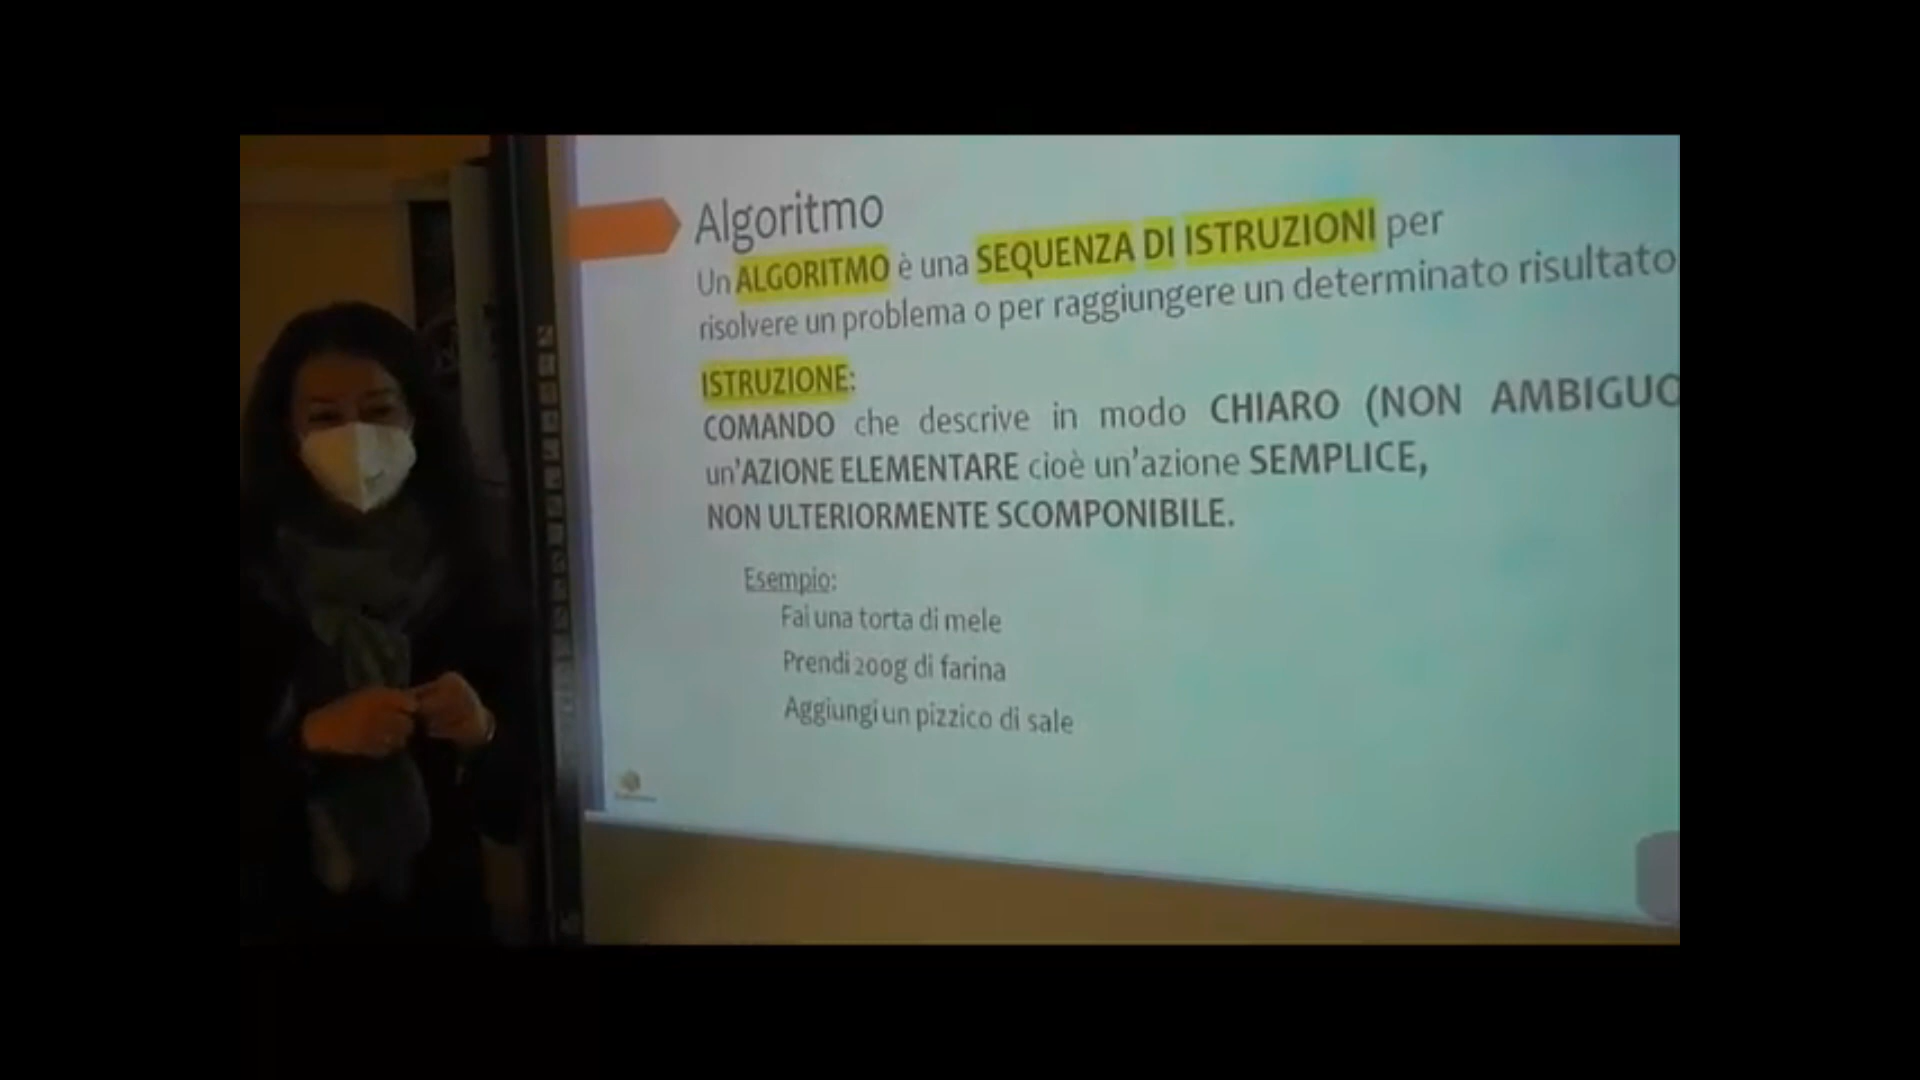 Algoritmo
Un ALGORITMO è una SEQUENZA DI ISTRUZIONI per
risolvere un problema o per raggiungere un determinato risultato
ISTRUZIONE:
COMANDO che descrive in modo CHIARO (NON AMBIGUO
un'AZIONE ELEMENTARE cioè un'azione SEMPLICE,
NON ULTERIORMENTE SCOMPONIBILE.
Esempio:
Fai una torta di mele
Prendi 200g di farina
Aggiungi un pizzico di sale